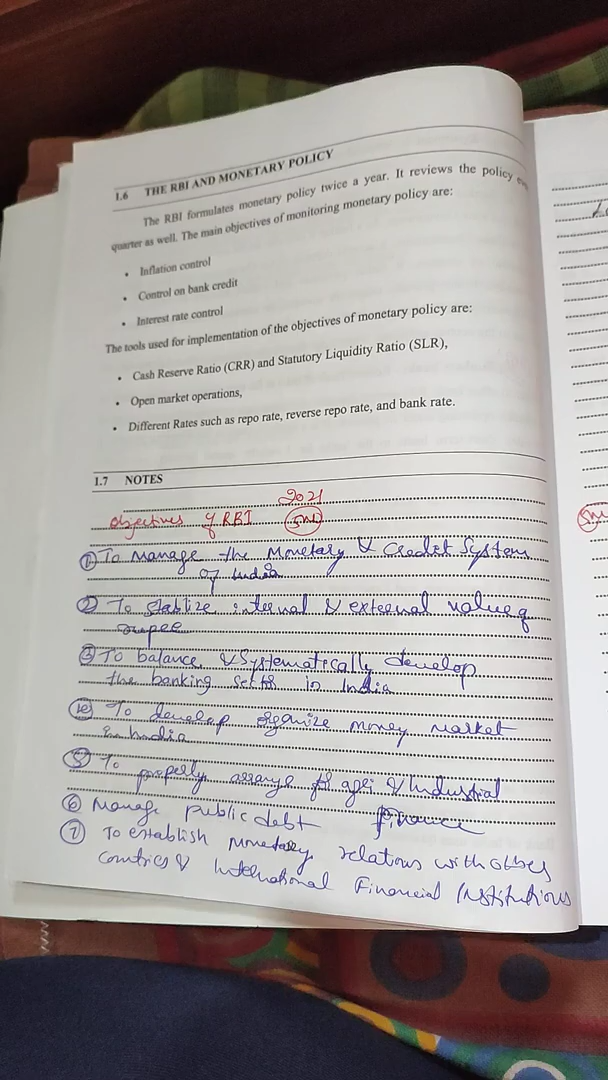 1.6 THE RBI AND MONETARY POLICY
The RBI formulates monetary policy twice a year. It reviews the policy
quarter as well. The main objectives of monitoring monetary policy are:
• Inflation control
• Control on bank credit
• Interest rate control
The tools used for implementation of the objectives of monetary policy are:
• Cash Reserve Ratio (CRR) and Statutory Liquidity Ratio (SLR),
• Open market operations,
• Different Rates such as repo rate, reverse repo rate, and bank rate.
1.7 NOTES
2021
Objectives of RBI 5M
① To Manage the Monetary & Credit System
of India
② To stablize internal & external value of
rupee
③ To balance & Systematically develop
the banking sector in India
To develop organize money market
in India
⑤ To
properly arrange for agri & Industrial
finance
⑥ Manage public debt
⑦ To establish monetary relations with other
countries & International Financial Institutions